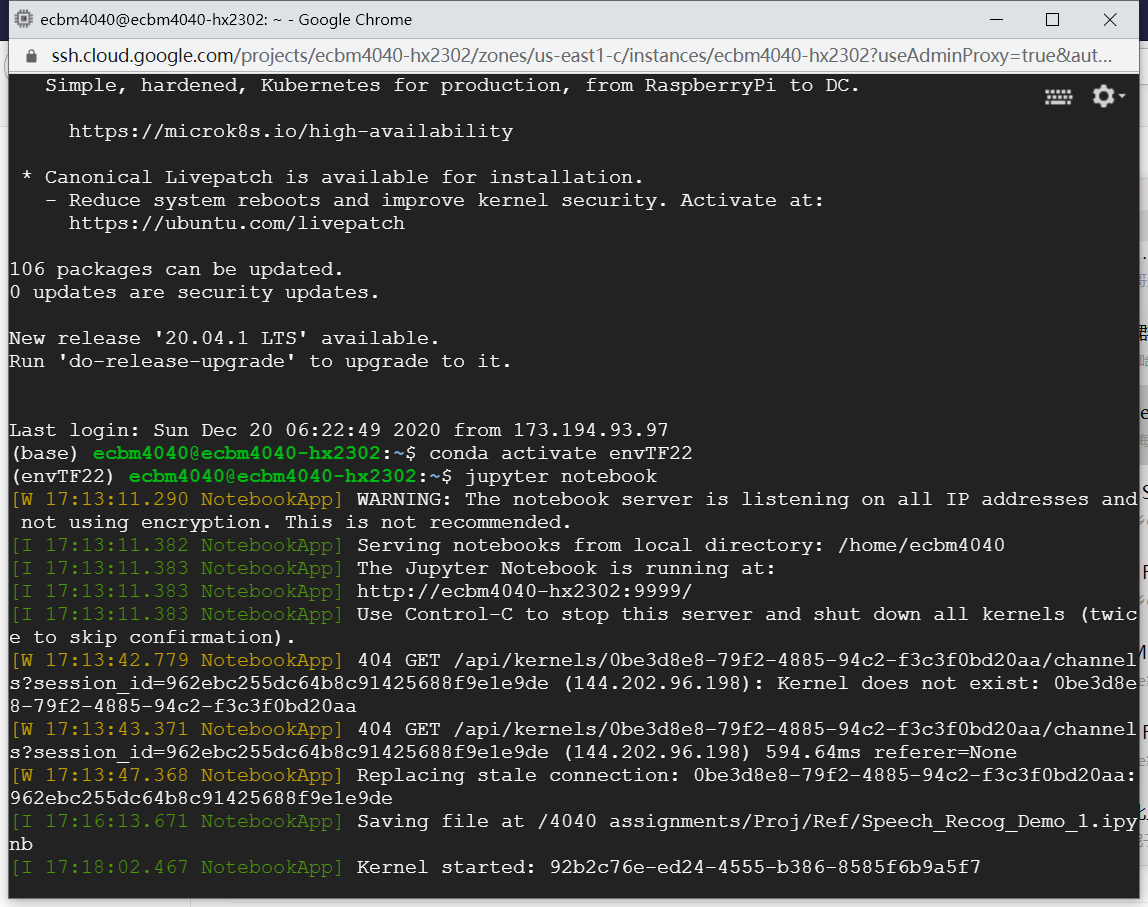 ecbm4040@ecbm4040-hx2302: ~ - Google Chrome
ssh.cloud.google.com/projects/ecbm4040-hx2302/zones/us-east1-c/instances/ecbm4040-hx2302?useAdminProxy=true&aut...
Simple, hardened, Kubernetes for production, from RaspberryPi to DC.
https://microk8s.io/high-availability
* Canonical Livepatch is available for installation.
- Reduce system reboots and improve kernel security. Activate at:
https://ubuntu.com/livepatch
106 packages can be updated.
0 updates are security updates.
New release '20.04.1 LTS' available.
Run 'do-release-upgrade' to upgrade to it.
Last login: Sun Dec 20 06:22:49 2020 from 173.194.93.97
(base) ecbm4040@ecbm4040-hx2302:~$ conda activate envTF22
(envTF22) ecbm4040@ecbm4040-hx2302:~$ jupyter notebook
[W 17:13:11.290 NotebookApp] WARNING: The notebook server is listening on all IP addresses and
not using encryption. This is not recommended.
[I 17:13:11.382 NotebookApp] Serving notebooks from local directory: /home/ecbm4040
[I 17:13:11.383 NotebookApp] The Jupyter Notebook is running at:
[I 17:13:11.383 NotebookApp] http://ecbm4040-hx2302:9999/
[I 17:13:11.383 NotebookApp] Use Control-C to stop this server and shut down all kernels (twic
e to skip confirmation).
[W 17:13:42.779 NotebookApp] 404 GET /api/kernels/0be3d8e8-79f2-4885-94c2-f3c3f0bd20aa/channel
s?session_id=962ebc255dc64b8c91425688f9e1e9de (144.202.96.198): Kernel does not exist: 0be3d8e
8-79f2-4885-94c2-f3c3f0bd20aa
[W 17:13:43.371 NotebookApp] 404 GET /api/kernels/0be3d8e8-79f2-4885-94c2-f3c3f0bd20aa/channel
s?session_id=962ebc255dc64b8c91425688f9e1e9de (144.202.96.198) 594.64ms referer=None
[W 17:13:47.368 NotebookApp] Replacing stale connection: 0be3d8e8-79f2-4885-94c2-f3c3f0bd20aa:
962ebc255dc64b8c91425688f9e1e9de
[I 17:16:13.671 NotebookApp] Saving file at /4040 assignments/Proj/Ref/Speech_Recog_Demo_1.ipy
nb
[I 17:18:02.467 NotebookApp] Kernel started: 92b2c76e-ed24-4555-b386-8585f6b9a5f7